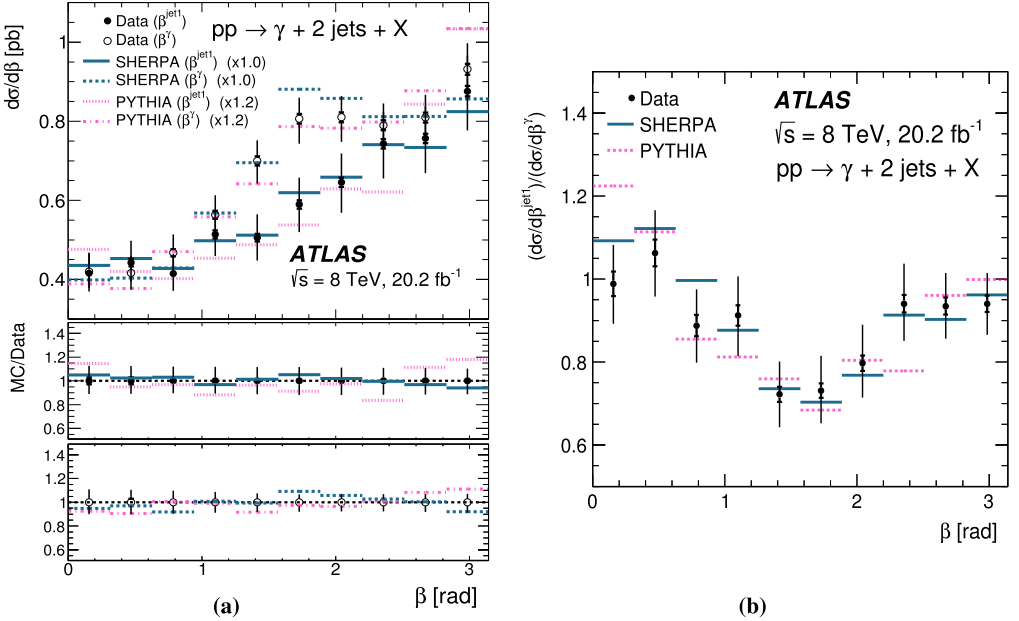 dσ/dβ [pb]
1
0.8
0.6
0.4
Data (β^jet1)
Data (β^γ)
SHERPA (β^jet1) (x1.0)
SHERPA (β^γ) (x1.0)
PYTHIA (β^jet1) (x1.2)
PYTHIA (β^γ) (x1.2)
pp → γ + 2 jets + X
ATLAS
√s = 8 TeV, 20.2 fb⁻¹
MC/Data
1.4
1.2
1
0.8
0.6
1.4
1.2
1
0.8
0.6
0 1 2 3
β [rad]
(a)
(dσ/dβ^jet1)/(dσ/dβ^γ)
1.4
1.2
1
0.8
0.6
Data
SHERPA
PYTHIA
ATLAS
√s = 8 TeV, 20.2 fb⁻¹
pp → γ + 2 jets + X
0 1 2 3
β [rad]
(b)